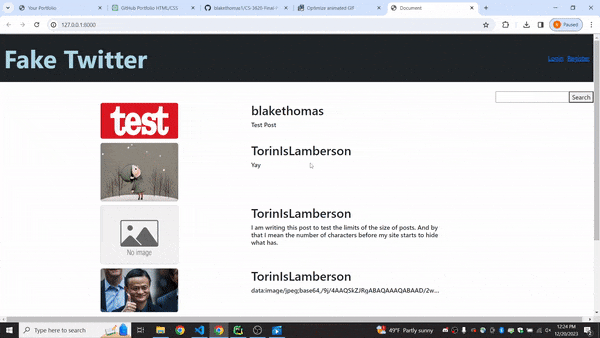 Your Portfolio
GitHub Portfolio HTML/CSS
blakethomas1/CS-3620-Final-/
Optimize animated GIF
Document
127.0.0.1:8000
Paused
Fake Twitter
Login Register
Search
test
blakethomas
Test Post
TorinIsLamberson
Yay
No image
TorinIsLamberson
I am writing this post to test the limits of the size of posts. And by
that I mean the number of characters before my site starts to hide
what has.
TorinIsLamberson
data:image/jpeg;base64,/9j/4AAQSkZJRgABAQAAAQABAAD/2w...
Type here to search
49°F Partly sunny
12:24 PM
12/20/2023